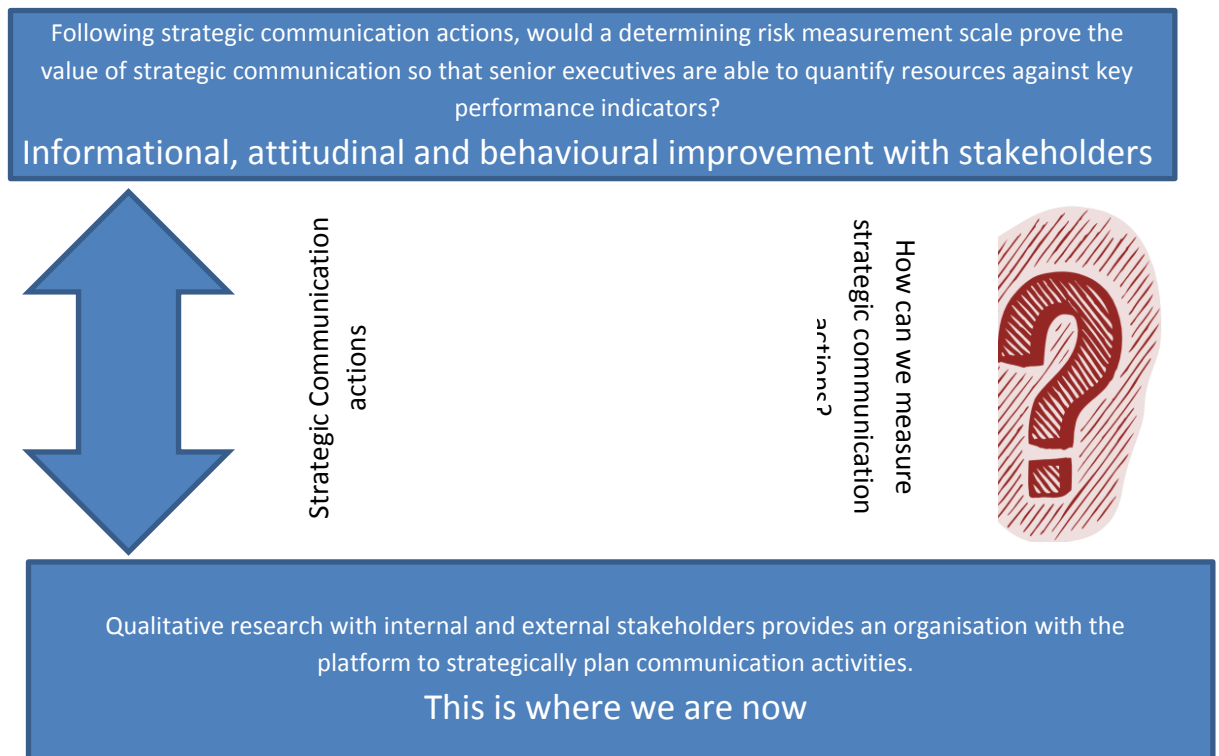 Following strategic communication actions, would a determining risk measurement scale prove the
value of strategic communication so that senior executives are able to quantify resources against key
performance indicators?
Informational, attitudinal and behavioural improvement with stakeholders
Strategic Communication
actions
How can we measure
strategic communication
actions?
?
Qualitative research with internal and external stakeholders provides an organisation with the
platform to strategically plan communication activities.
This is where we are now